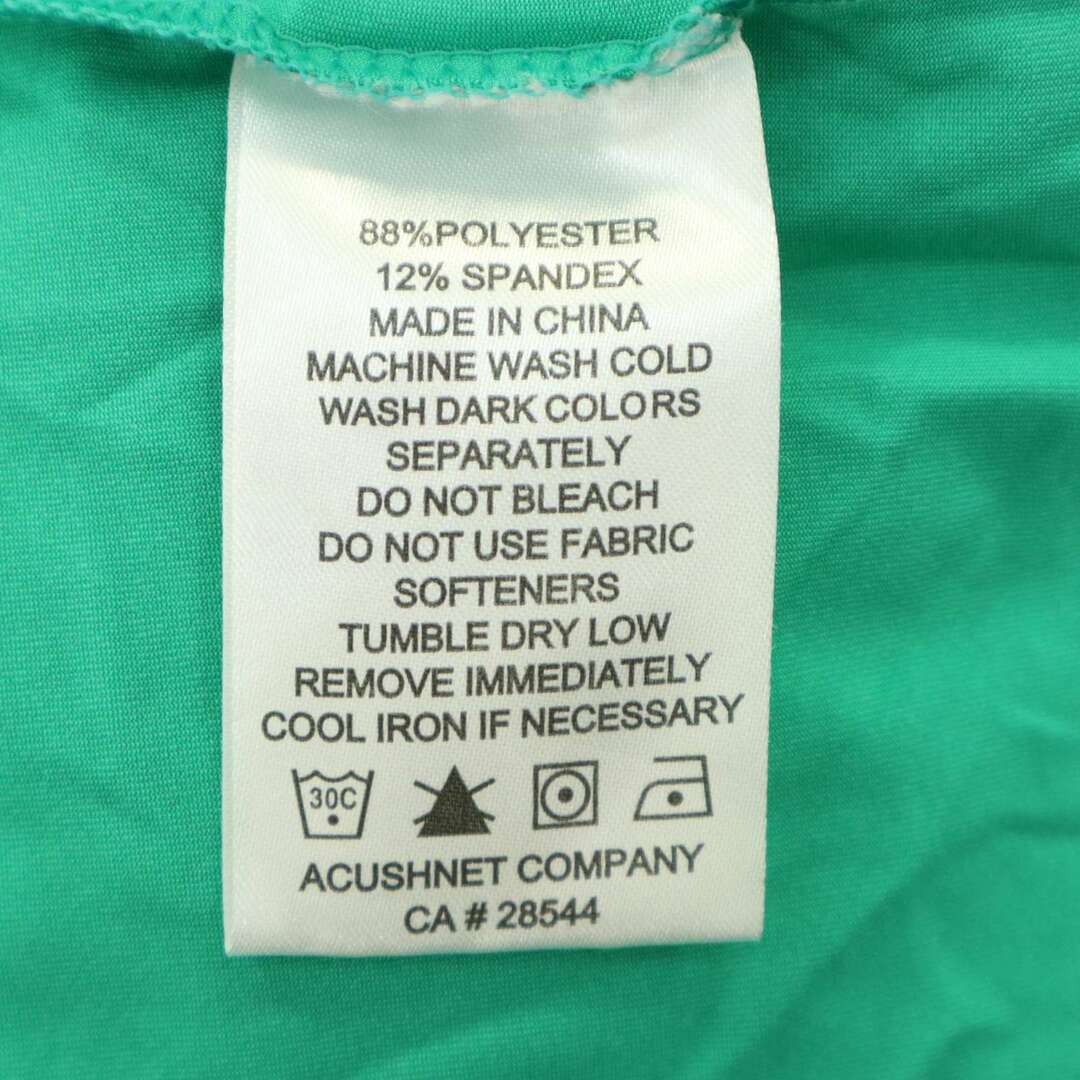 88%POLYESTER
12% SPANDEX
MADE IN CHINA
MACHINE WASH COLD
WASH DARK COLORS
SEPARATELY
DO NOT BLEACH
DO NOT USE FABRIC
SOFTENERS
TUMBLE DRY LOW
REMOVE IMMEDIATELY
COOL IRON IF NECESSARY
30C
ACUSHNET COMPANY
CA # 28544